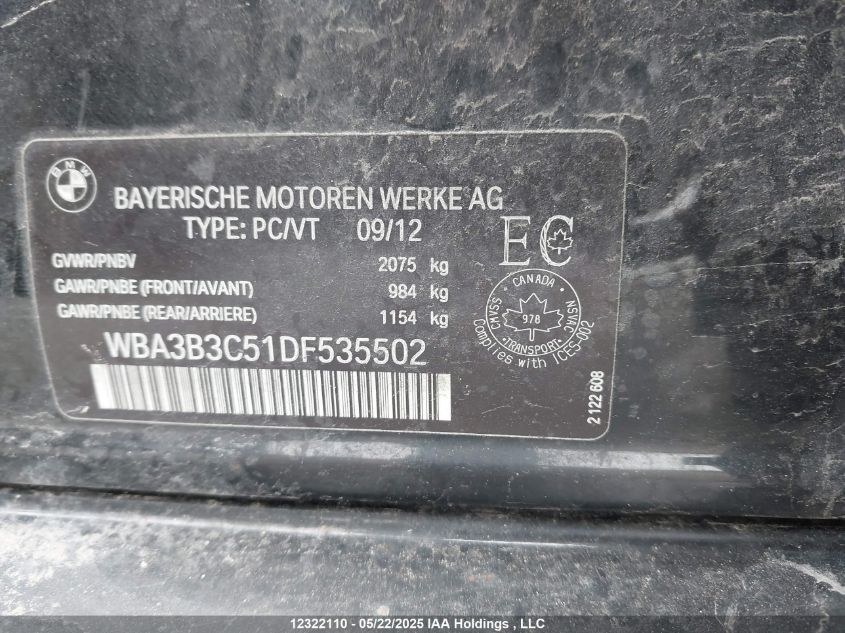 BMW
BAYERISCHE MOTOREN WERKE AG
TYPE: PC/VT 09/12
GVWR/PNBV 2075 kg
GAWR/PNBE (FRONT/AVANT) 984 kg
GAWR/PNBE (REAR/ARRIERE) 1154 kg
WBA3B3C51DF535502
EC
CANADA
CMVSS NSVAC
978
TRANSPORT
Complies with ICES-002
2 122 608
12322110 - 05/22/2025 IAA Holdings , LLC